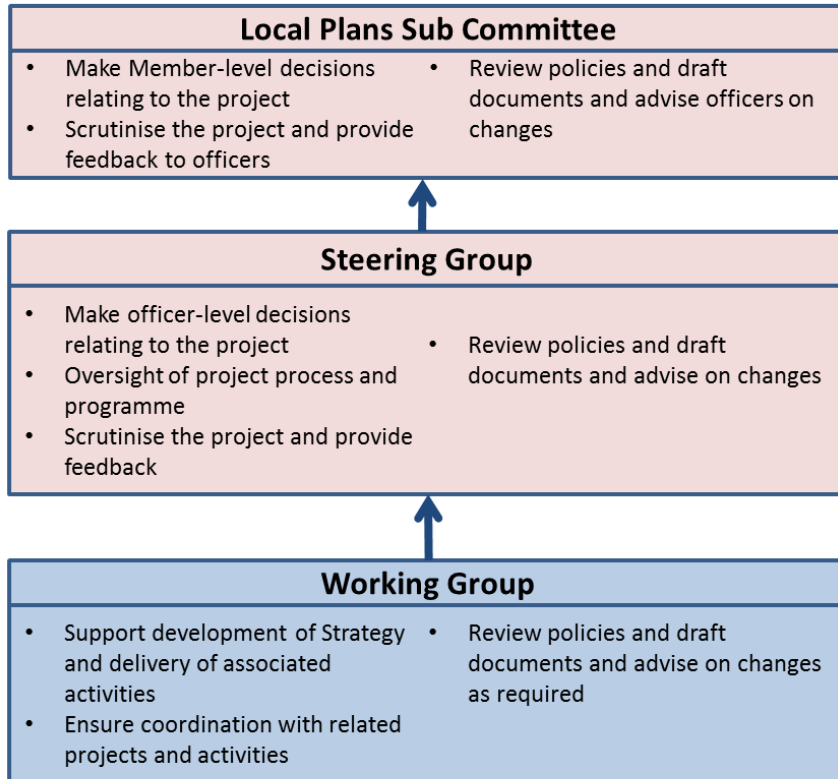 Local Plans Sub Committee
• Make Member-level decisions
relating to the project
• Scrutinise the project and provide
feedback to officers
• Review policies and draft
documents and advise officers on
changes
Steering Group
• Make officer-level decisions
relating to the project
• Oversight of project process and
programme
• Scrutinise the project and provide
feedback
• Review policies and draft
documents and advise on changes
Working Group
• Support development of Strategy
and delivery of associated
activities
• Ensure coordination with related
projects and activities
• Review policies and draft
documents and advise on changes
as required